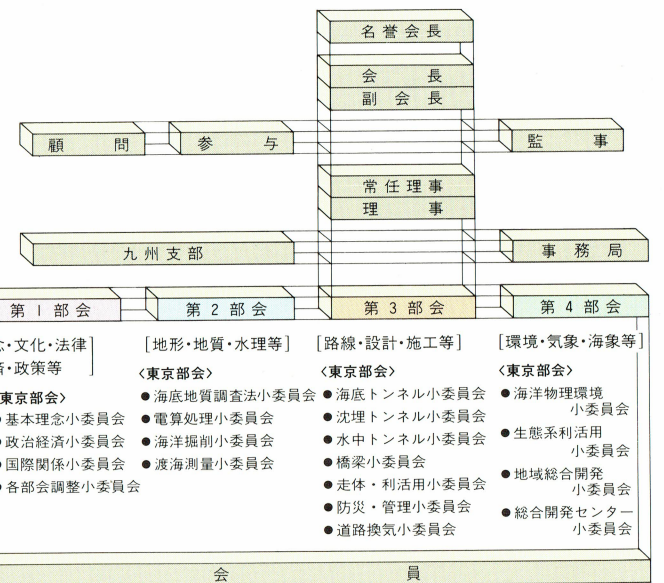 名誉会長
会長
副会長
顧問 参与 監事
常任理事
理事
九州支部 事務局
第1部会 第2部会 第3部会 第4部会
・文化・法律
・政策等
東京部会〉
基本理念小委員会
政治経済小委員会
国際関係小委員会
各部会調整小委員会
[地形・地質・水理等]
〈東京部会〉
●海底地質調査法小委員会
●電算処理小委員会
●海洋掘削小委員会
●渡海測量小委員会
[路線・設計・施工等]
〈東京部会〉
●海底トンネル小委員会
●沈埋トンネル小委員会
●水中トンネル小委員会
●橋梁小委員会
●走体・利活用小委員会
●防災・管理小委員会
●道路換気小委員会
[環境・気象・海象等]
〈東京部会〉
●海洋物理環境
小委員会
●生態系利活用
小委員会
●地域総合開発
小委員会
●総合開発センター
小委員会
会員